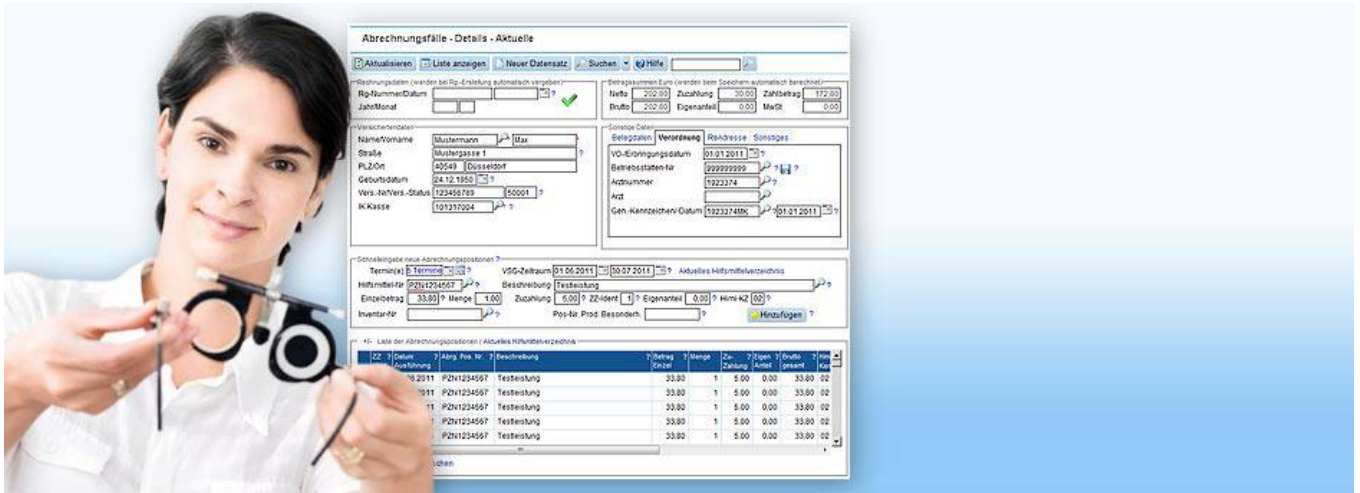 Abrechnungsfälle - Details - Aktuelle
Aktualisieren Liste anzeigen Neuer Datensatz Suchen Hilfe
Rechnungsdaten (werden bei Rg.-Erstellung automatisch vergeben)
Rg-Nummer/Datum ?
Jahr/Monat
Betragssummen Euro (werden beim Speichern automatisch berechnet)
Netto 202.00 Zuzahlung 30.00 Zahlbetrag 172.00
Brutto 202.00 Eigenanteil 0.00 MwSt 0.00
Versichertendaten
Name/Vorname Mustermann Max
Straße Mustergasse 1 ?
PLZ/Ort 40549 Düsseldorf
Geburtsdatum 24.12.1950 ?
Vers.-Nr/Vers.-Status 123456789 50001 ?
IK Kasse 101317004 ?
Sonstige Daten
Belegdaten Verordnung ReAdresse Sonstiges
VO-/Erbringungsdatum 01.01.2011 ?
Betriebsstätten-Nr 999999999 ? ?
Arztnummer 1923374 ?
Arzt
Gen.-Kennzeichen/-Datum 1923374MK ? 01.01.2011 ?
Schnelleingabe neue Abrechnungspositionen ?
Termin(e) 5 Termine ? VSG-Zeitraum 01.06.2011 30.07.2011 ? Aktuelles Hilfsmittelverzeichnis
Hilfsmittel-Nr PZN1234567 ? Beschreibung Testleistung ?
Einzelbetrag 33,80 ? Menge 1.00 Zuzahlung 5,00 ? ZZ-Ident 1 ? Eigenanteil 0,00 ? Himi-KZ 02 ?
Inventar-Nr ? Pos-Nr. Prod. Besonderh. ? Hinzufügen ?
+/- Liste der Abrechnungspositionen / Aktuelles Hilfsmittelverzeichnis
ZZ ? Datum Ausführung ? Abrg. Pos. Nr. ? Beschreibung ? Betrag Einzel ? Menge Zu-Zahlung ? Eigen Anteil ? Brutto gesamt ?
.2011 PZN1234567 Testleistung 33,80 1 5.00 0,00 33,80 02
2011 PZN1234567 Testleistung 33,80 1 5.00 0,00 33,80 02
PZN1234567 Testleistung 33,80 1 5.00 0,00 33,80 02
PZN1234567 Testleistung 33,80 1 5.00 0,00 33,80 02
PZN1234567 Testleistung 33,80 1 5.00 0,00 33,80 02